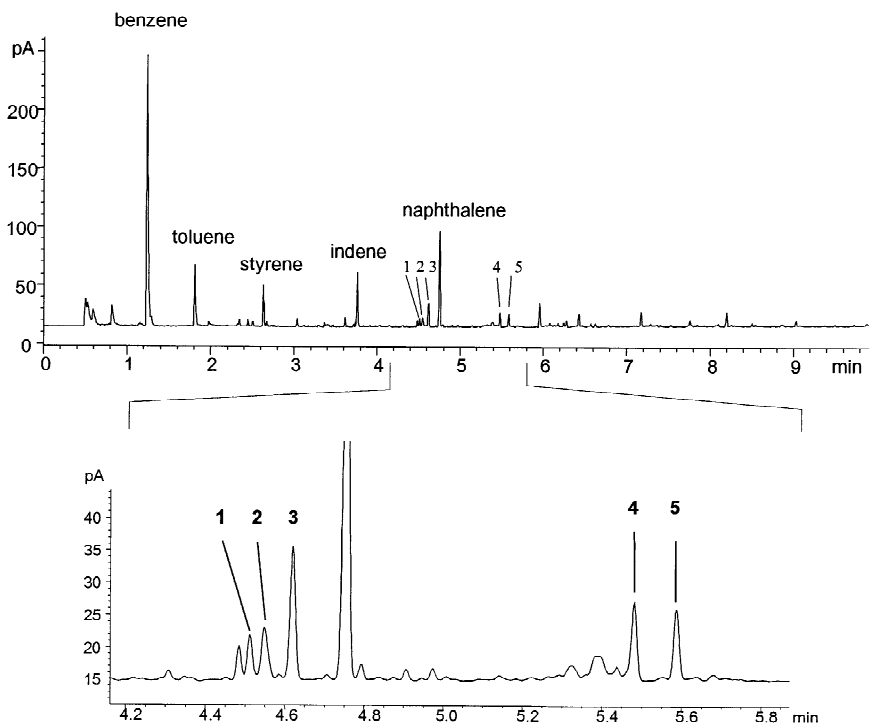 benzene
pA
200
150
100
50
0
toluene
styrene
indene
naphthalene
1 2 3
4 5
0 1 2 3 4 5 6 7 8 9 min
pA
40
35
30
25
20
15
1 2 3
4 5
4.2 4.4 4.6 4.8 5.0 5.2 5.4 5.6 5.8 min